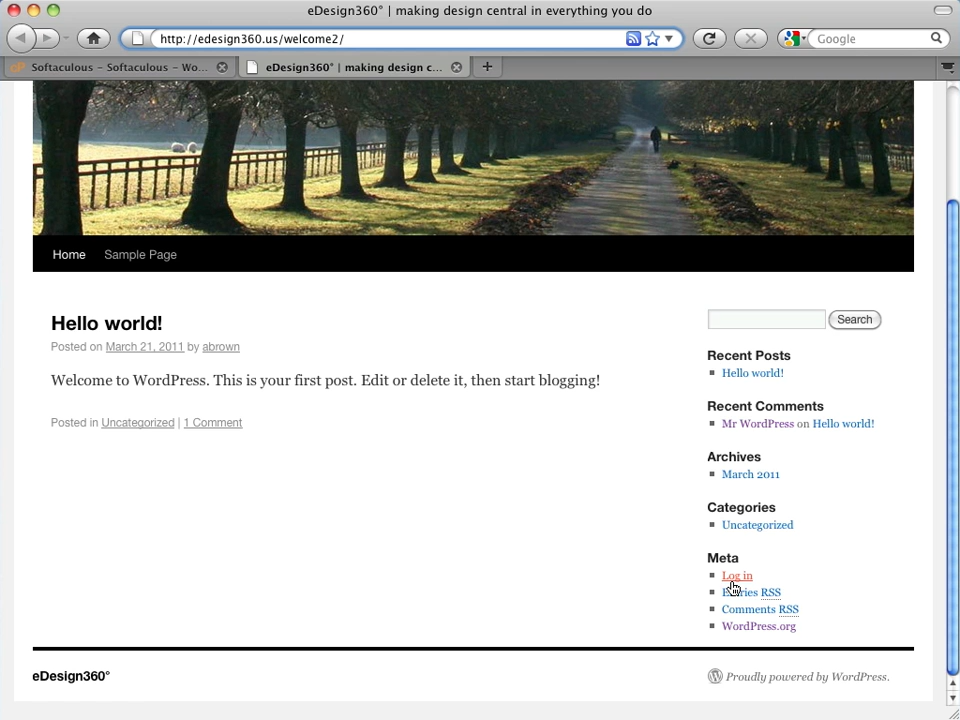 eDesign360° | making design central in everything you do
http://edesign360.us/welcome2/
Google
Softaculous – Softaculous – Wo...
eDesign360° | making design c...
Home
Sample Page
Hello world!
Posted on March 21, 2011 by abrown
Welcome to WordPress. This is your first post. Edit or delete it, then start blogging!
Posted in Uncategorized | 1 Comment
Search
Recent Posts
Hello world!
Recent Comments
Mr WordPress on Hello world!
Archives
March 2011
Categories
Uncategorized
Meta
Log in
Entries RSS
Comments RSS
WordPress.org
eDesign360°
Proudly powered by WordPress.